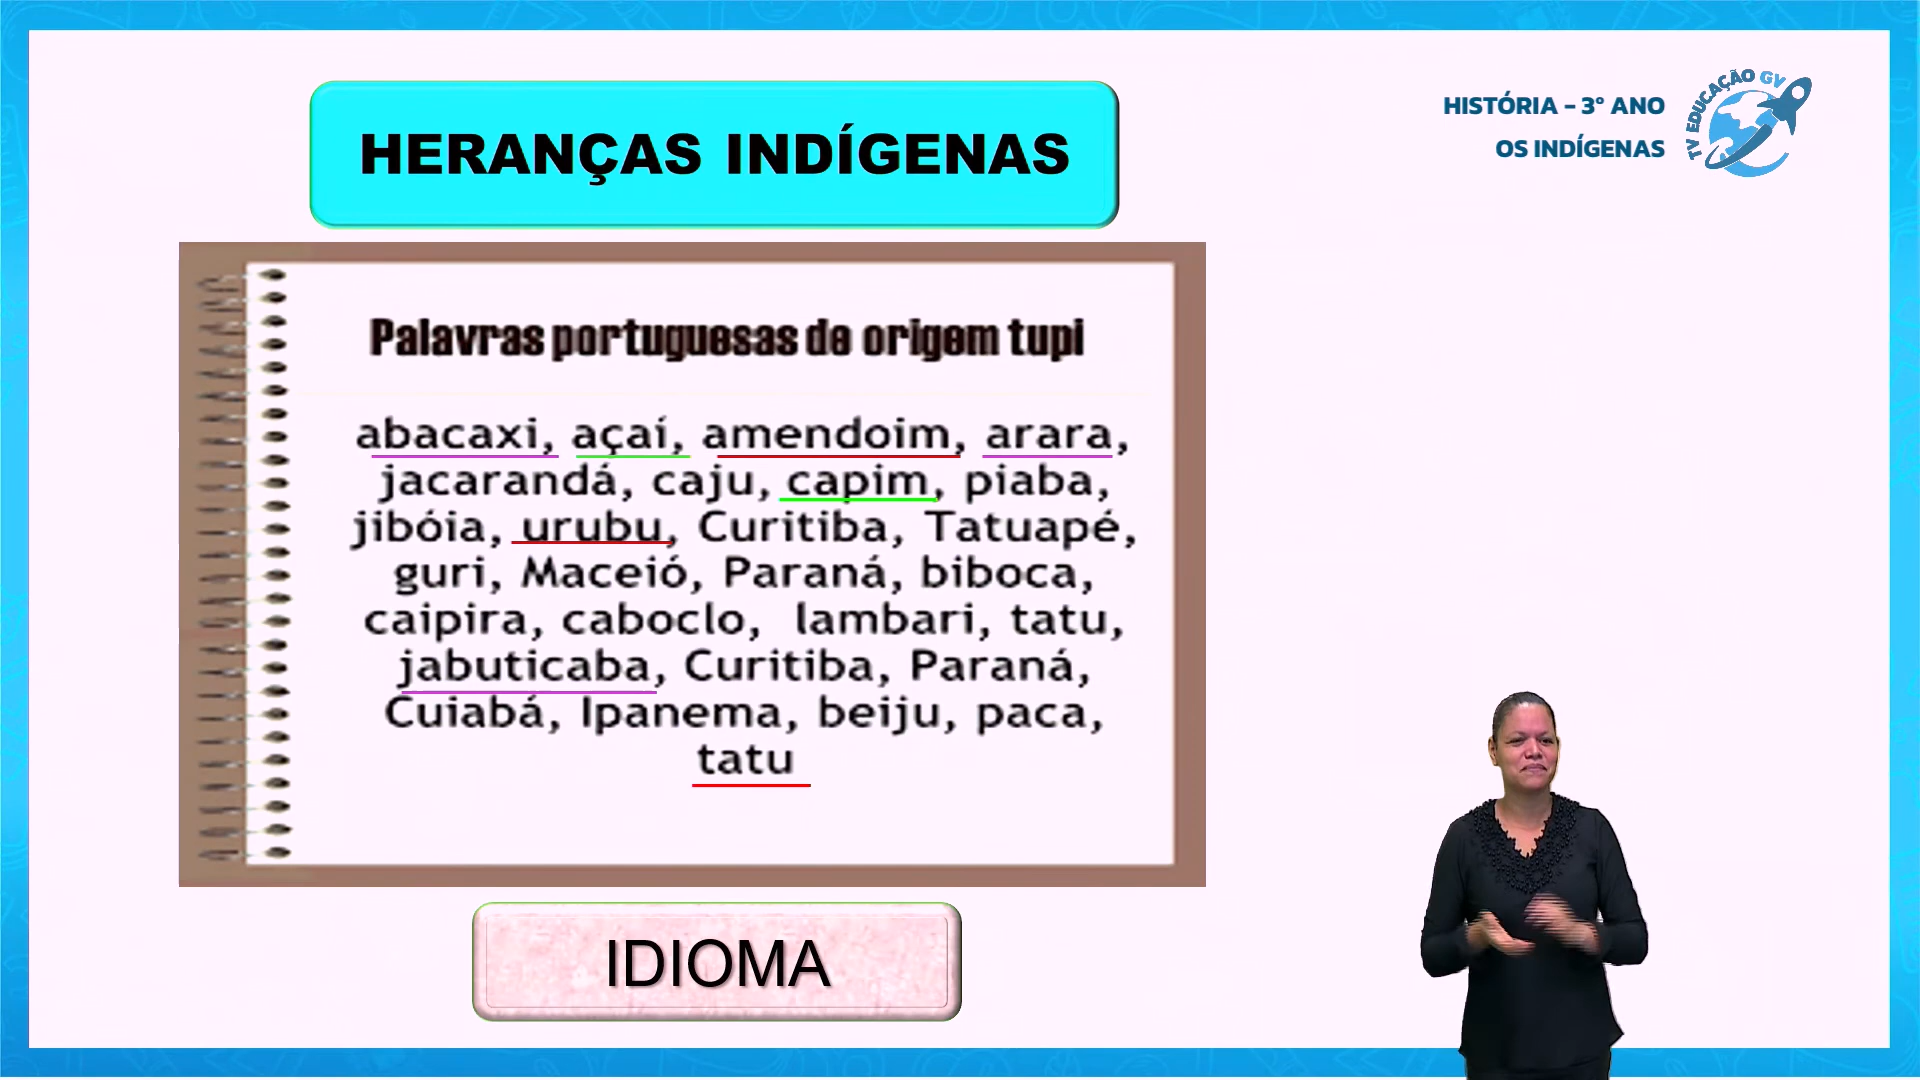 HERANÇAS INDÍGENAS
HISTÓRIA - 3º ANO
OS INDÍGENAS
TV EDUCAÇÃO GV
Palavras portuguesas de origem tupi
abacaxi, açaí, amendoim, arara,
jacarandá, caju, capim, piaba,
jibóia, urubu, Curitiba, Tatuapé,
guri, Maceió, Paraná, biboca,
caipira, caboclo, lambari, tatu,
jabuticaba, Curitiba, Paraná,
Cuiabá, Ipanema, beiju, paca,
tatu
IDIOMA